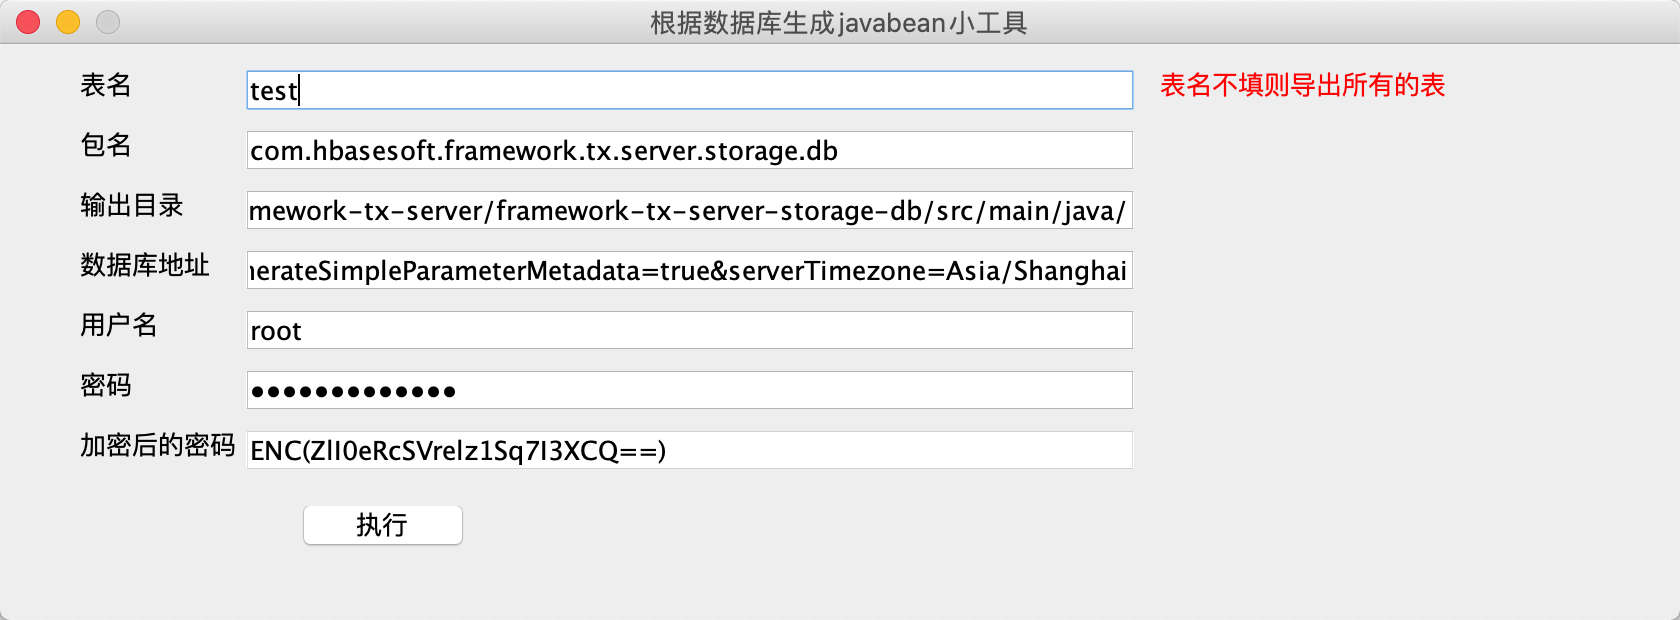 根据数据库生成javabean小工具
表名 test 表名不填则导出所有的表
包名 com.hbasesoft.framework.tx.server.storage.db
输出目录 mework-tx-server/framework-tx-server-storage-db/src/main/java/
数据库地址 nerateSimpleParameterMetadata=true&serverTimezone=Asia/Shanghai
用户名 root
密码 ●●●●●●●●●●●●●
加密后的密码 ENC(ZlI0eRcSVrelz1Sq7I3XCQ==)
执行